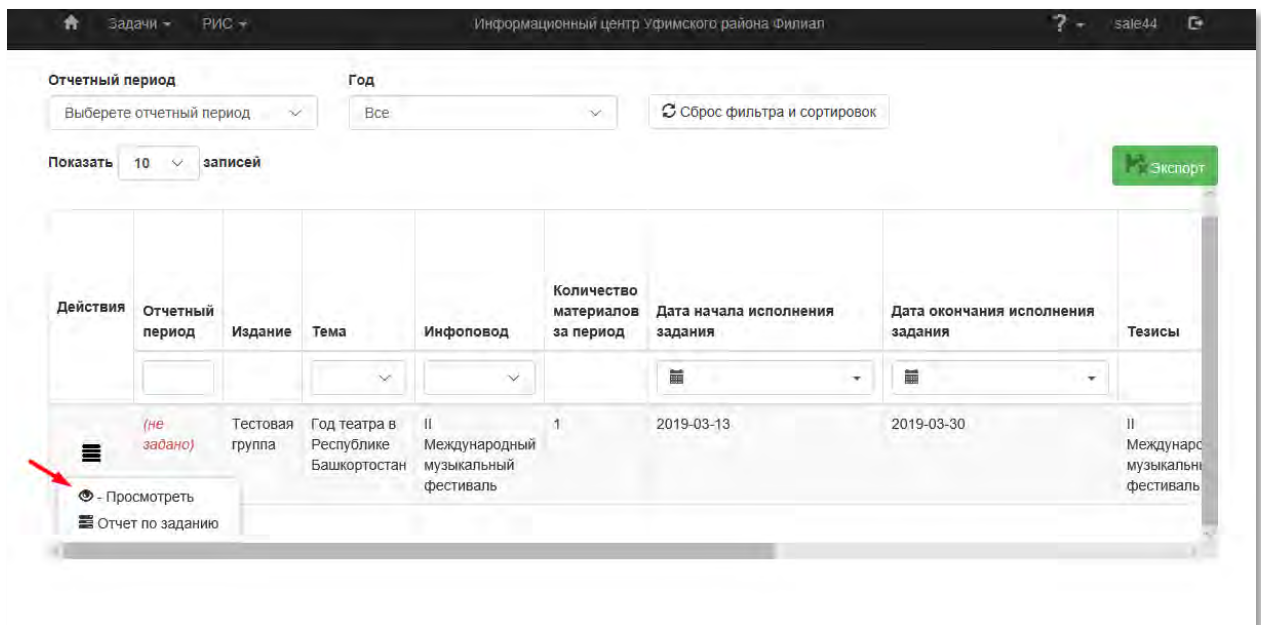 Задачи РИС Информационный центр Уфимского района Филиал ? sale44
Отчетный период Год
Выберете отчетный период Все Сброс фильтра и сортировок
Показать 10 записей Экспорт
Количество
Действия Отчетный материалов Дата начала исполнения Дата окончания исполнения
период Издание Тема Инфоповод за период задания задания Тезисы
(не Тестовая Год театра в II 1 2019-03-13 2019-03-30 II
задано) группа Республике Международный Междунаро
Башкортостан музыкальный музыкальн
фестиваль фестиваль
- Просмотреть
Отчет по заданию